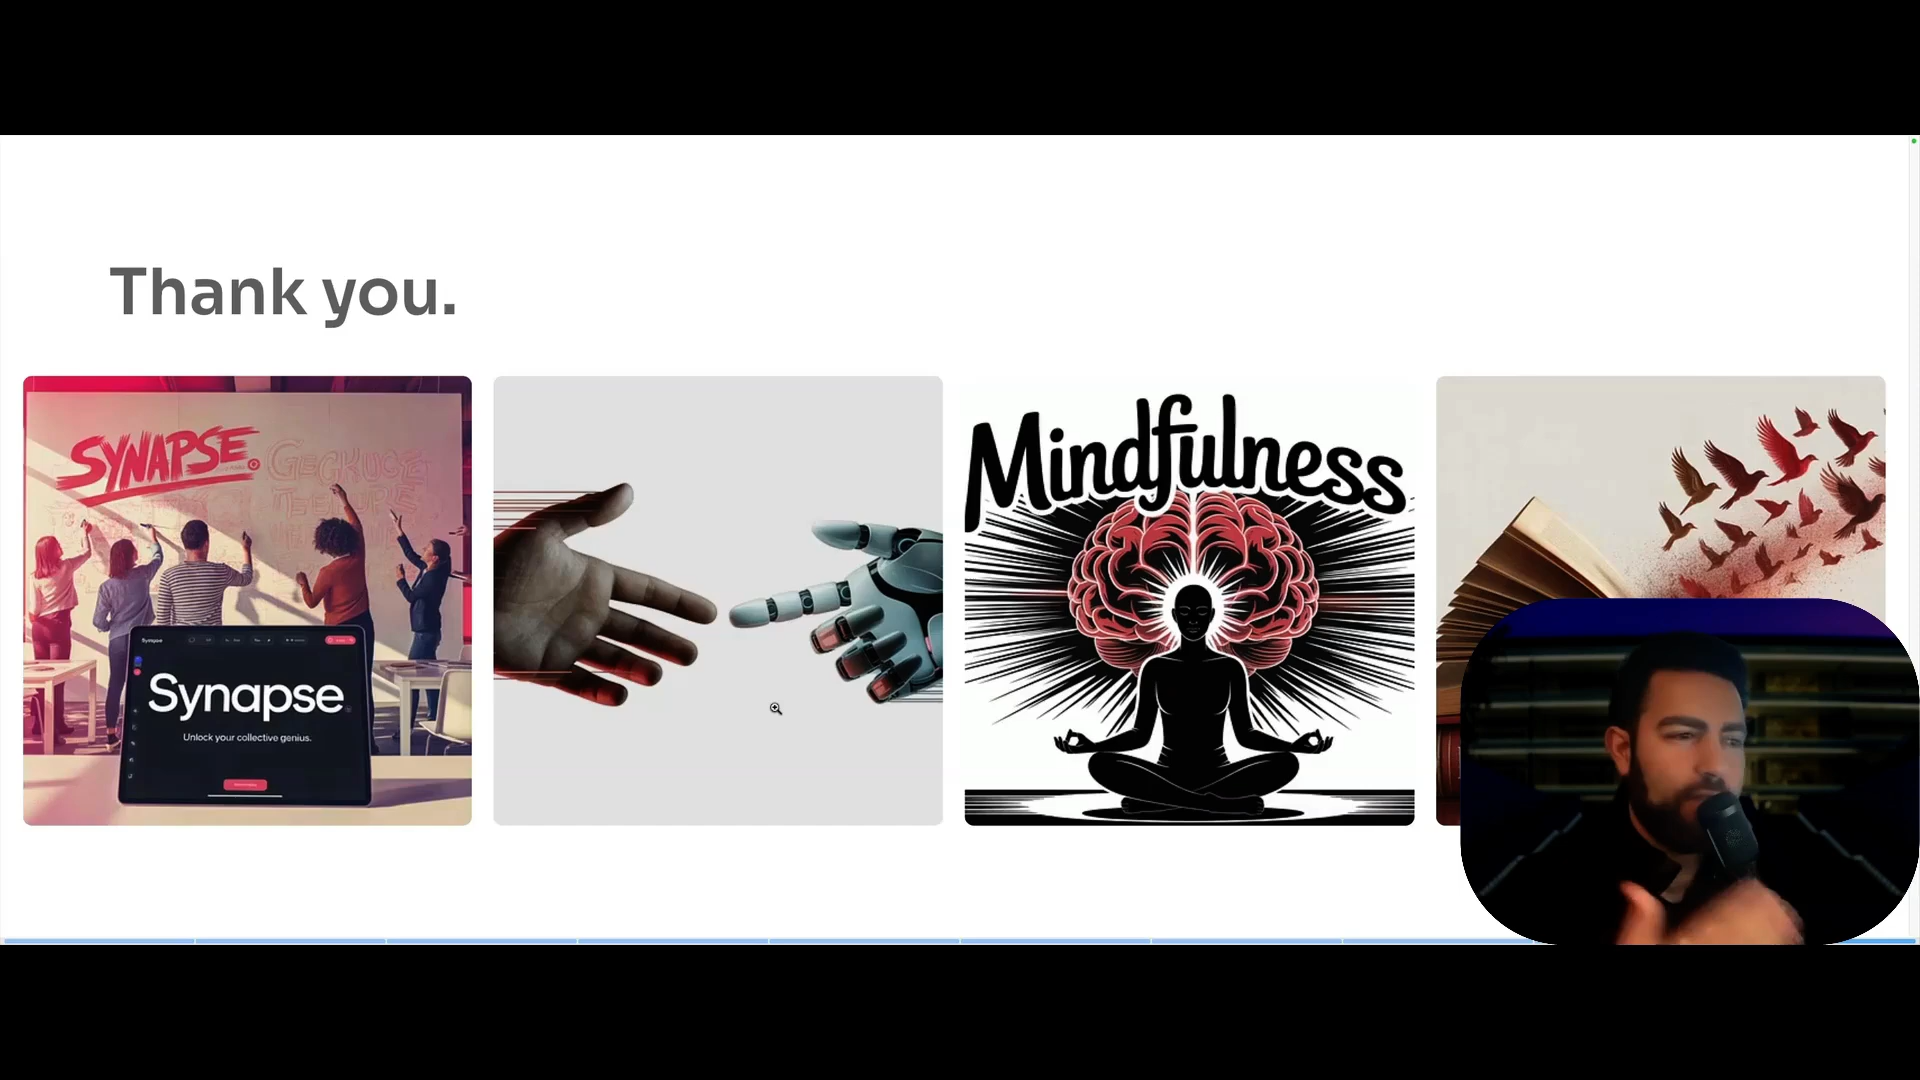 Thank you.
SYNAPSE
Synapse
Unlock your collective genius.
Mindfulness